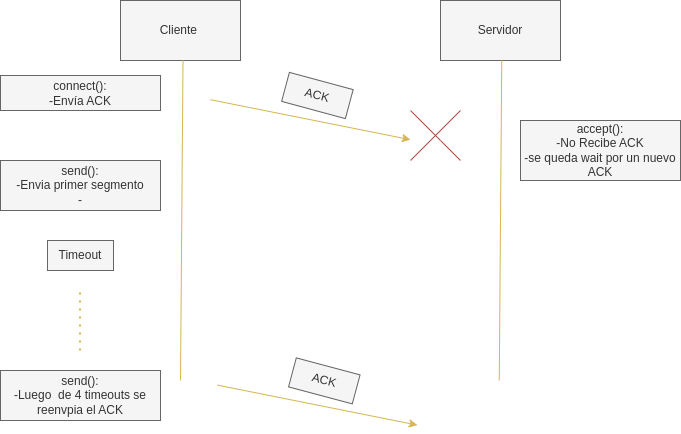 Cliente
Servidor
connect():
-Envía ACK
ACK
accept():
-No Recibe ACK
-se queda wait por un nuevo
ACK
send():
-Envia primer segmento
-
Timeout
send():
-Luego  de 4 timeouts se
reenvpia el ACK
ACK